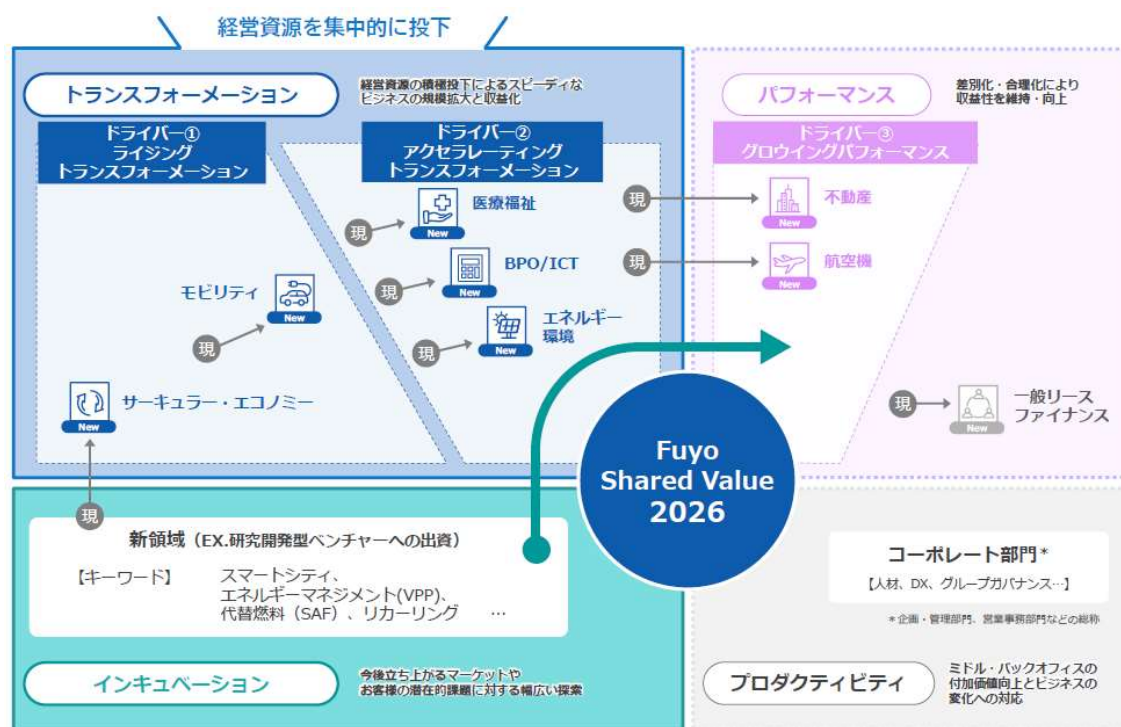 経営資源を集中的に投下
トランスフォーメーション
経営資源の積極投下によるスピーディな
ビジネスの規模拡大と収益化
ドライバー①
ライジング
トランスフォーメーション
ドライバー②
アクセラレーティング
トランスフォーメーション
現
医療福祉
New
現
BPO/ICT
New
現
エネルギー
環境
New
モビリティ
New
現
サーキュラー・エコノミー
New
現
パフォーマンス
差別化・合理化により
収益性を維持・向上
ドライバー③
グロウイングパフォーマンス
現
不動産
New
現
航空機
New
現
一般リース
ファイナンス
New
Fuyo
Shared Value
2026
新領域（EX.研究開発型ベンチャーへの出資）
【キーワード】 スマートシティ、
エネルギーマネジメント(VPP)、
代替燃料（SAF）、リカーリング …
インキュベーション
今後立ち上がるマーケットや
お客様の潜在的課題に対する幅広い探索
コーポレート部門*
【人材、DX、グループガバナンス…】
*企画・管理部門、営業事務部門などの総称
プロダクティビティ
ミドル・バックオフィスの
付加価値向上とビジネスの
変化への対応